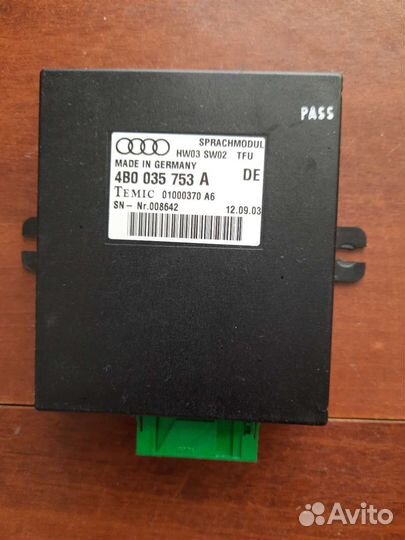 PASS
SPRACHMODUL
HW03 SW02 TFU
MADE IN GERMANY
4B0 035 753 A DE
TEMIC 01000370 A6
SN- Nr.008642 12.09.03
Avito